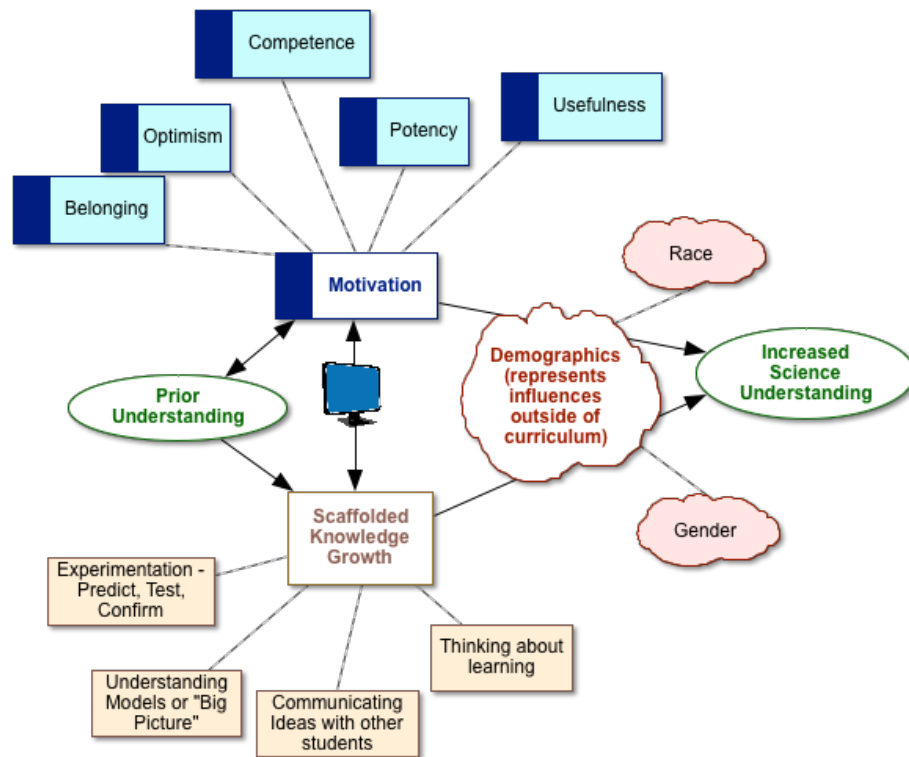 Competence
Usefulness
Potency
Optimism
Belonging
Race
Motivation
Demographics
(represents
influences
outside of
curriculum)
Increased
Science
Understanding
Prior
Understanding
Scaffolded
Knowledge
Growth
Gender
Experimentation -
Predict, Test,
Confirm
Thinking about
learning
Understanding
Models or "Big
Picture"
Communicating
Ideas with other
students